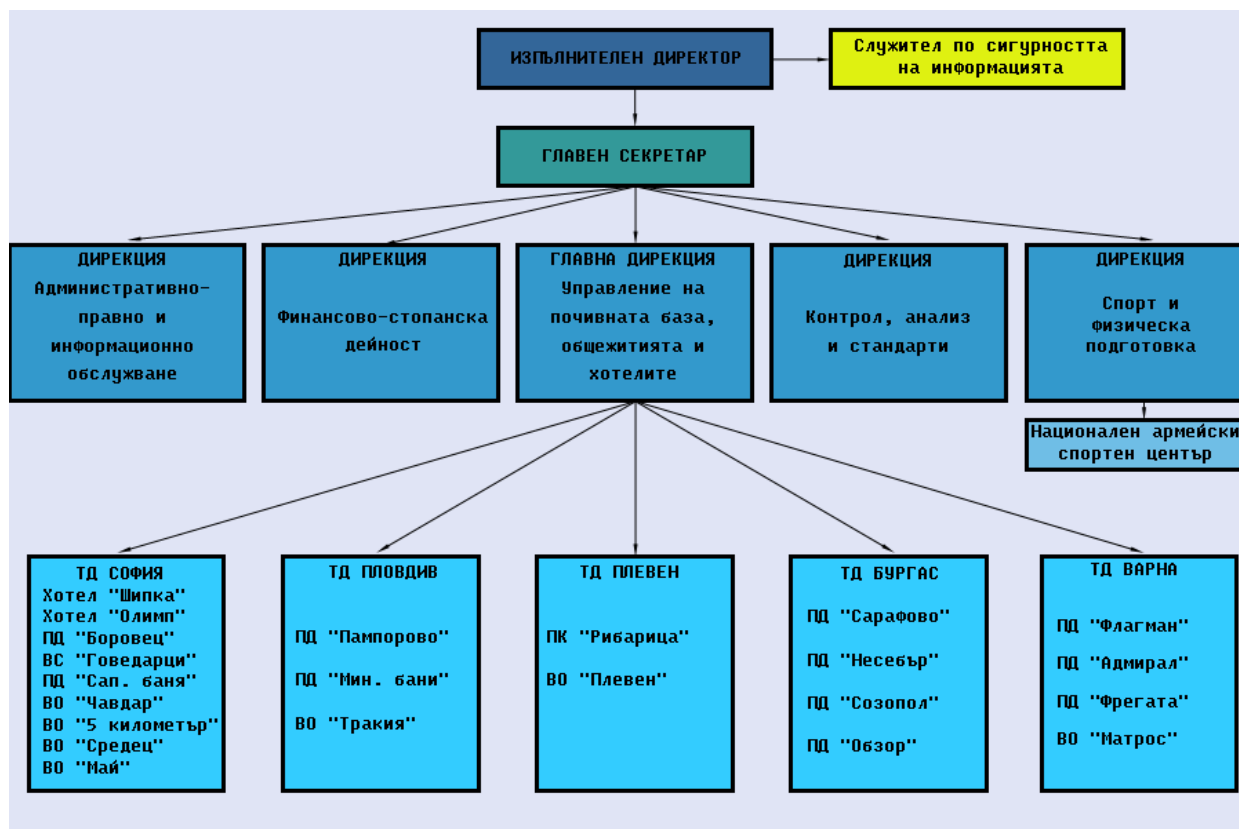 ИЗПЪЛНИТЕЛЕН ДИРЕКТОР
Служител по сигурността
на информацията
ГЛАВЕН СЕКРЕТАР
ДИРЕКЦИЯ
Административно-
правно и
информационно
обслужване
ДИРЕКЦИЯ
Финансово-стопанска
дейност
ГЛАВНА ДИРЕКЦИЯ
Управление на
почивната база,
общежитията и
хотелите
ДИРЕКЦИЯ
Контрол, анализ
и стандарти
ДИРЕКЦИЯ
Спорт и
физическа
подготовка
Национален армейски
спортен център
ТД СОФИЯ
Хотел "Шипка"
Хотел "Олимп"
ПД "Боровец"
ВС "Говедарци"
ПД "Сап. баня"
ВО "Чавдар"
ВО "5 километър"
ВО "Средец"
ВО "Май"
ТД ПЛОВДИВ
ПД "Пампорово"
ПД "Мин. бани"
ВО "Тракия"
ТД ПЛЕВЕН
ПК "Рибарица"
ВО "Плевен"
ТД БУРГАС
ПД "Сарафово"
ПД "Несебър"
ПД "Созопол"
ПД "Обзор"
ТД ВАРНА
ПД "Флагман"
ПД "Адмирал"
ПД "Фрегата"
ВО "Матрос"